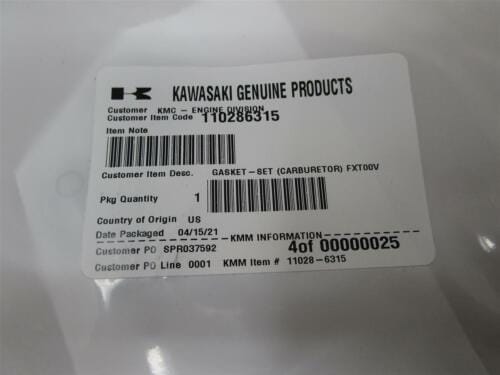 K KAWASAKI GENUINE PRODUCTS
Customer KMC - ENGINE DIVISION
Customer Item Code 110286315
Item Note
Customer Item Desc. GASKET-SET (CARBURETOR) FXT00V
Pkg Quantity 1
Country of Origin US
Date Packaged 04/15/21
KMM INFORMATION
Customer PO SPR037592 4of 00000025
Customer PO Line 0001 KMM Item # 11028-6315